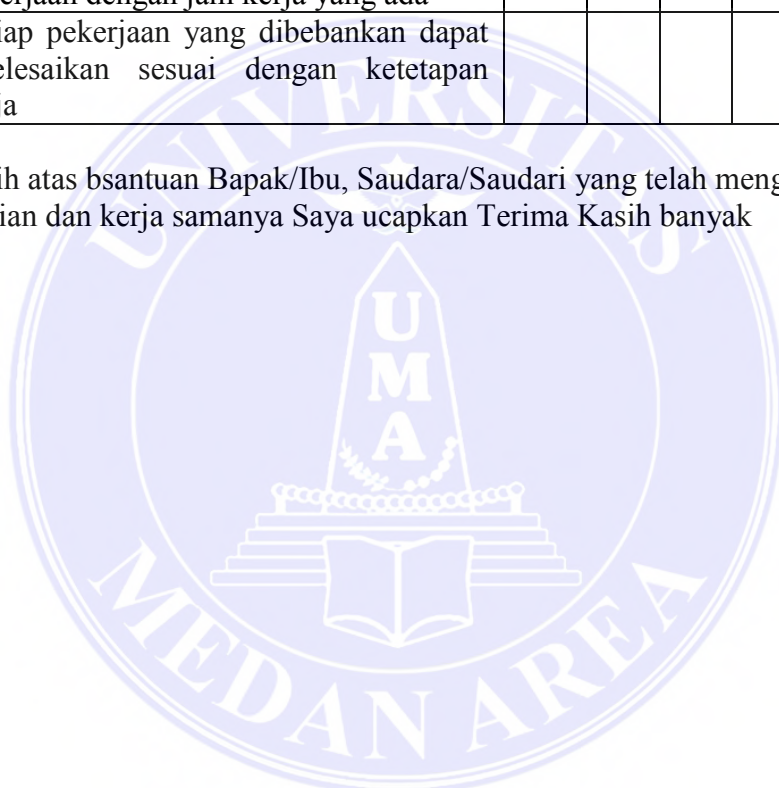 erjaan dengan jam kerja yang ada
iap pekerjaan yang dibebankan dapat
elesaikan sesuai dengan ketetapan
ja
ih atas bsantuan Bapak/Ibu, Saudara/Saudari yang telah meng
ian dan kerja samanya Saya ucapkan Terima Kasih banyak
UNIVERSITAS
U
M
A
MEDAN AREA